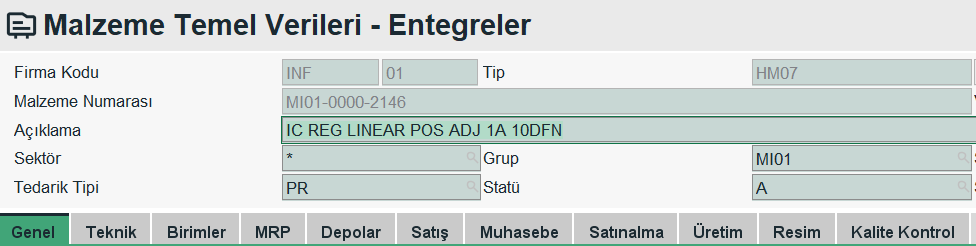 Malzeme Temel Verileri - Entegreler
Firma Kodu INF 01 Tip HM07
Malzeme Numarası MI01-0000-2146
Açıklama IC REG LINEAR POS ADJ 1A 10DFN
Sektör * Grup MI01
Tedarik Tipi PR Statü A
Genel Teknik Birimler MRP Depolar Satış Muhasebe Satınalma Üretim Resim Kalite Kontrol